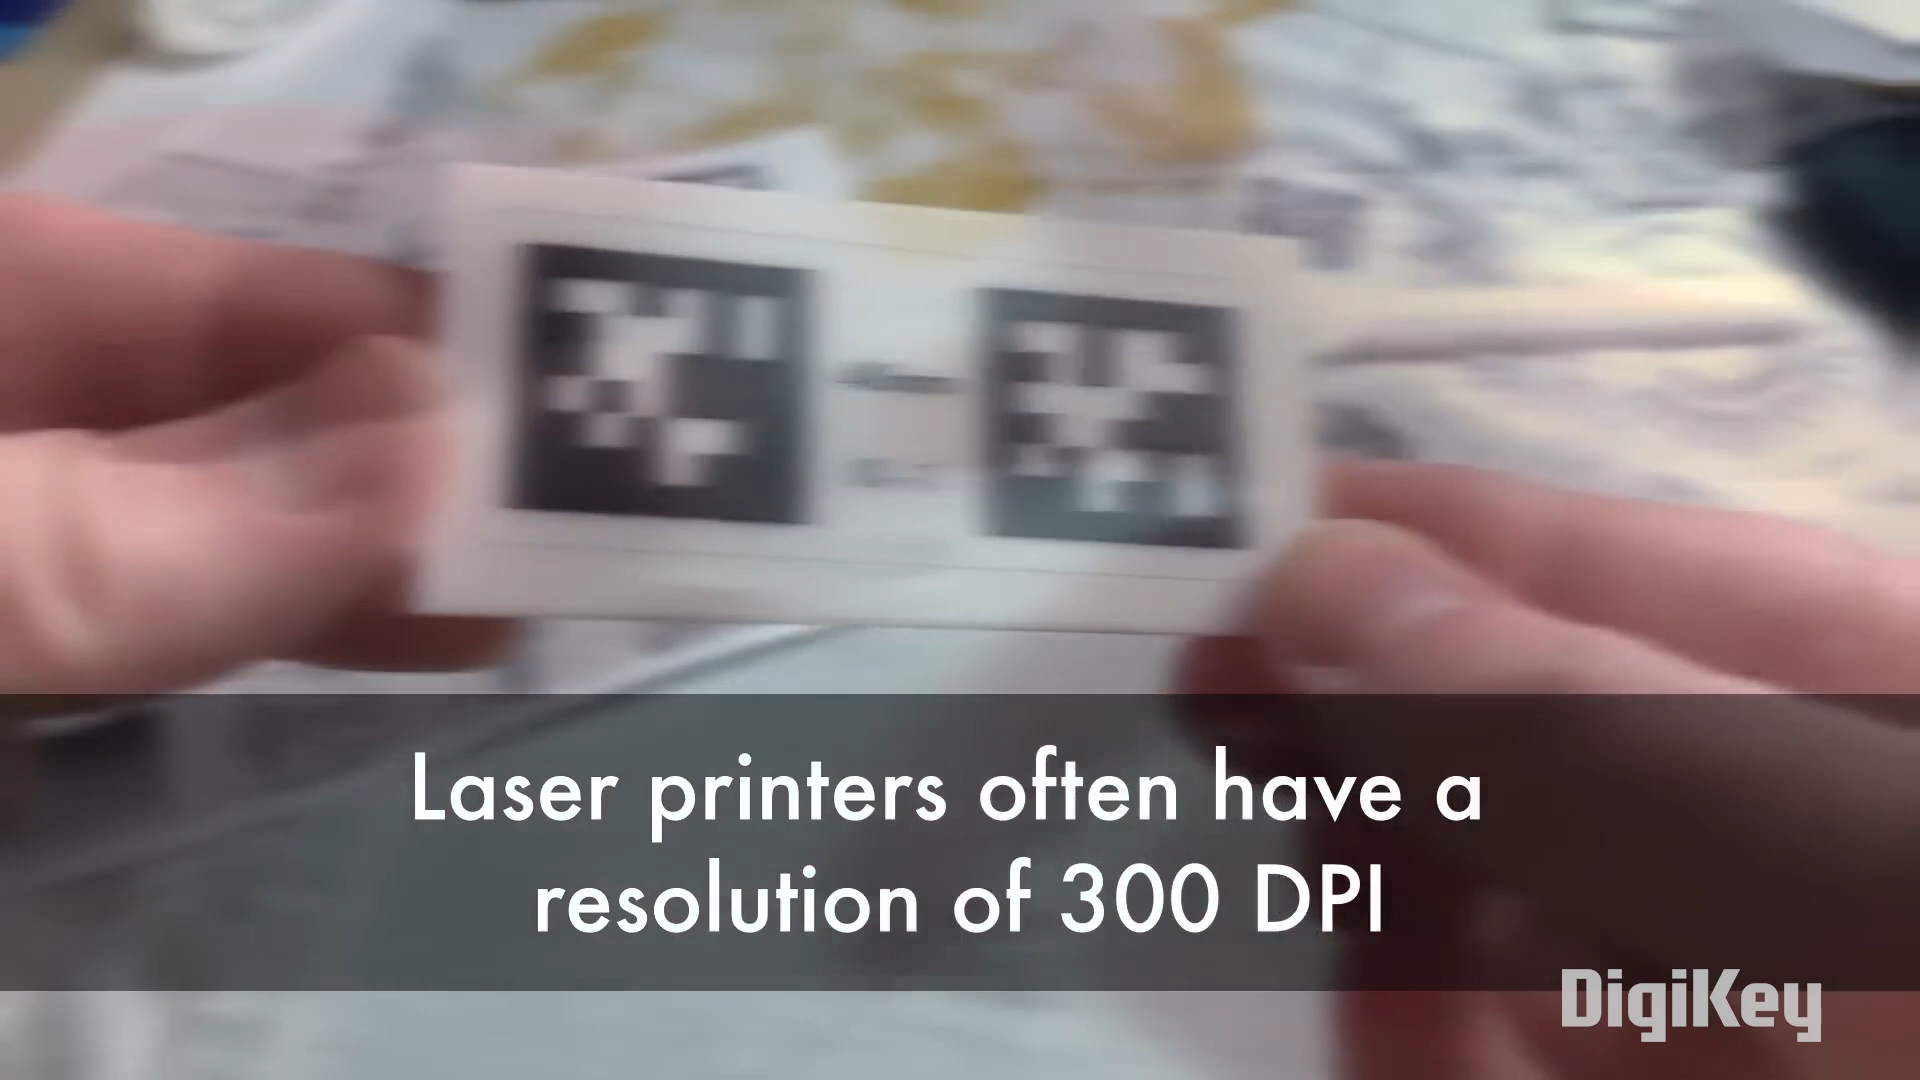 Laser printers often have a
resolution of 300 DPI
DigiKey